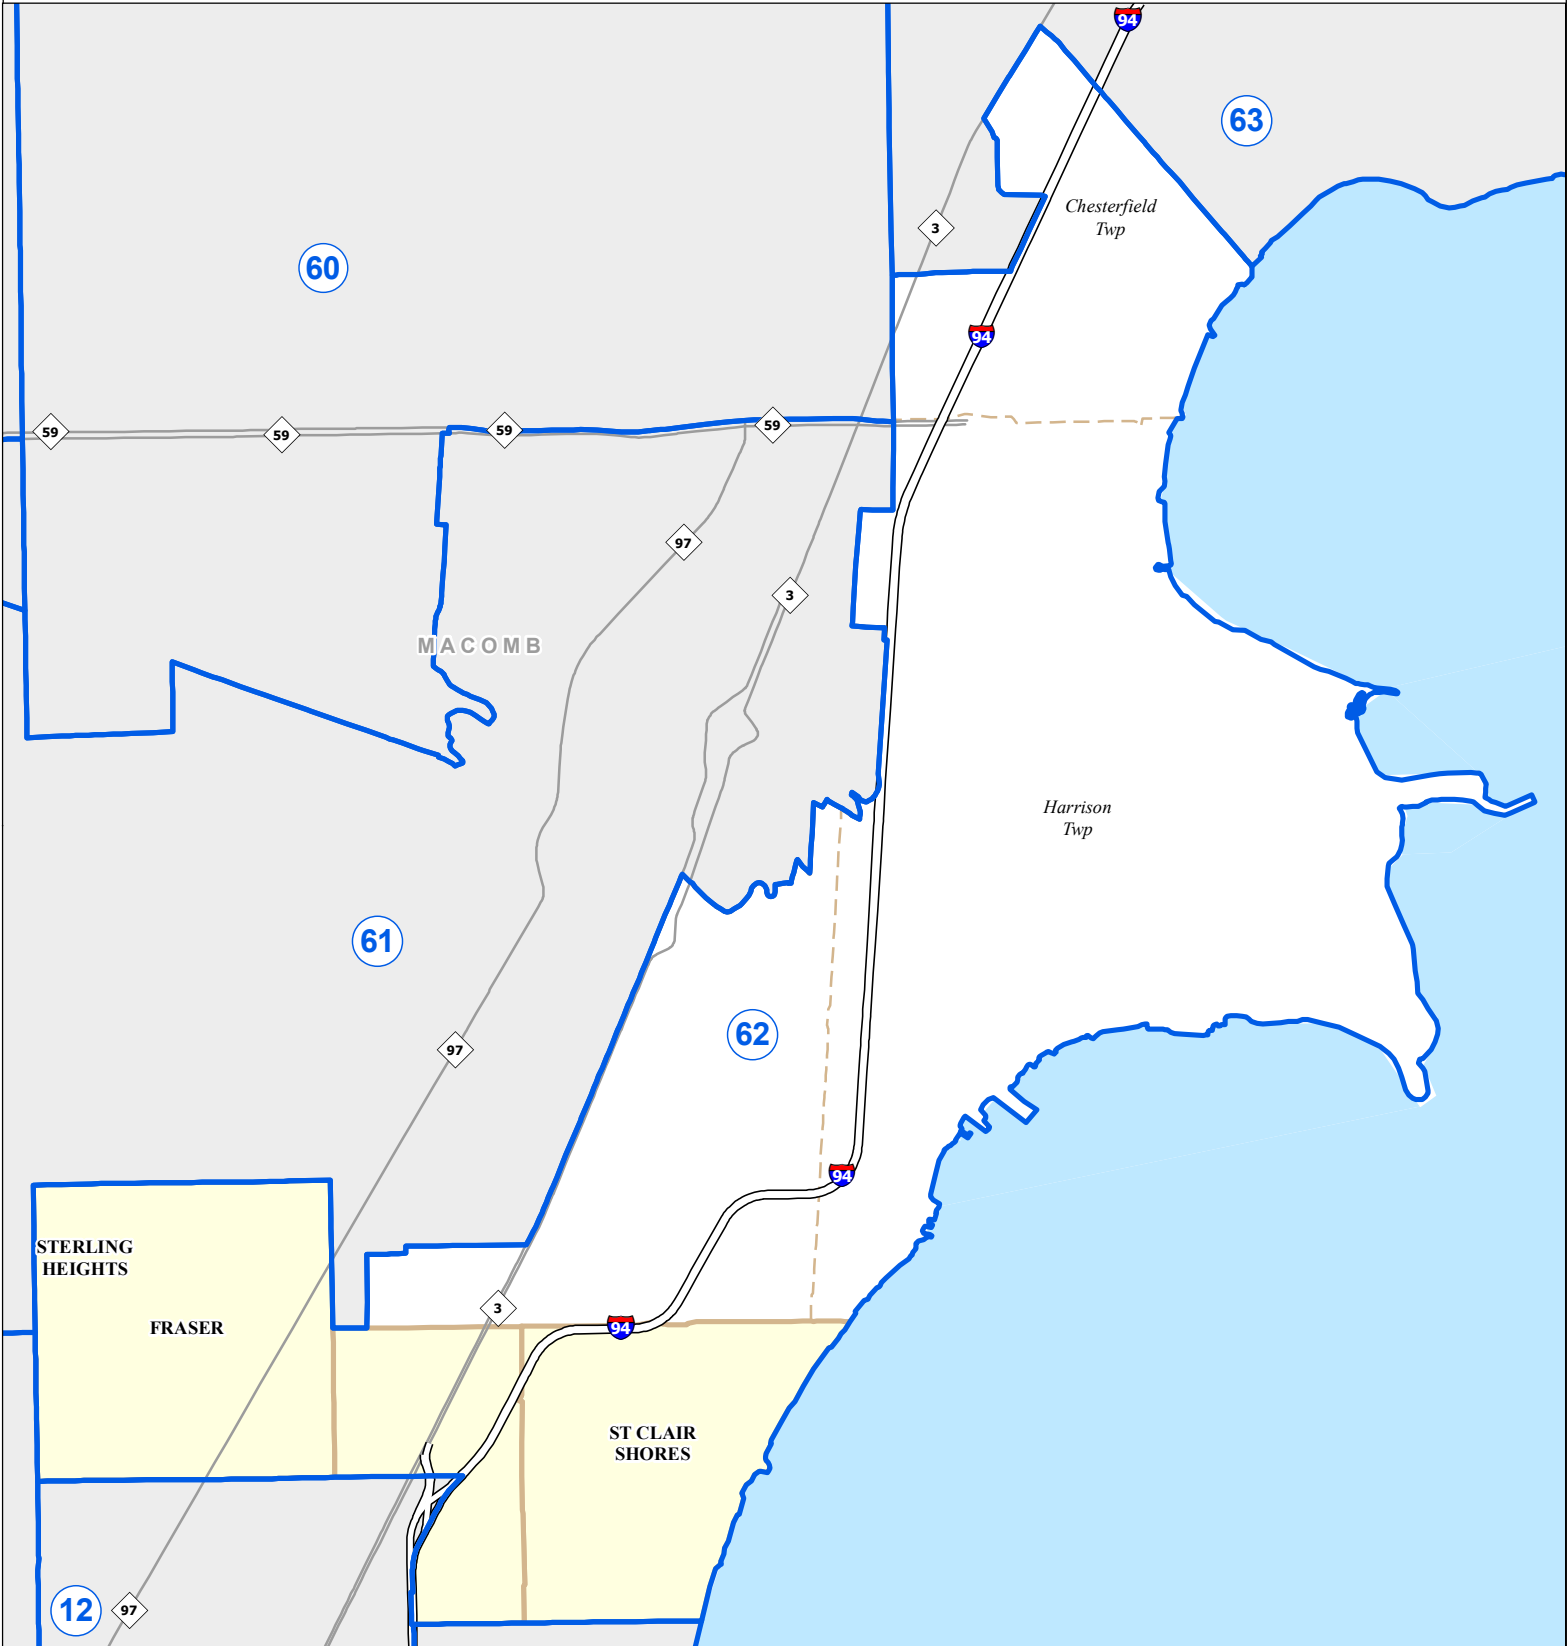 94
63
Chesterfield
Twp
3
60
94
59
59
59
59
97
3
MACOMB
Harrison
Twp
61
62
97
94
STERLING
HEIGHTS
3
FRASER
94
ST CLAIR
SHORES
12
97